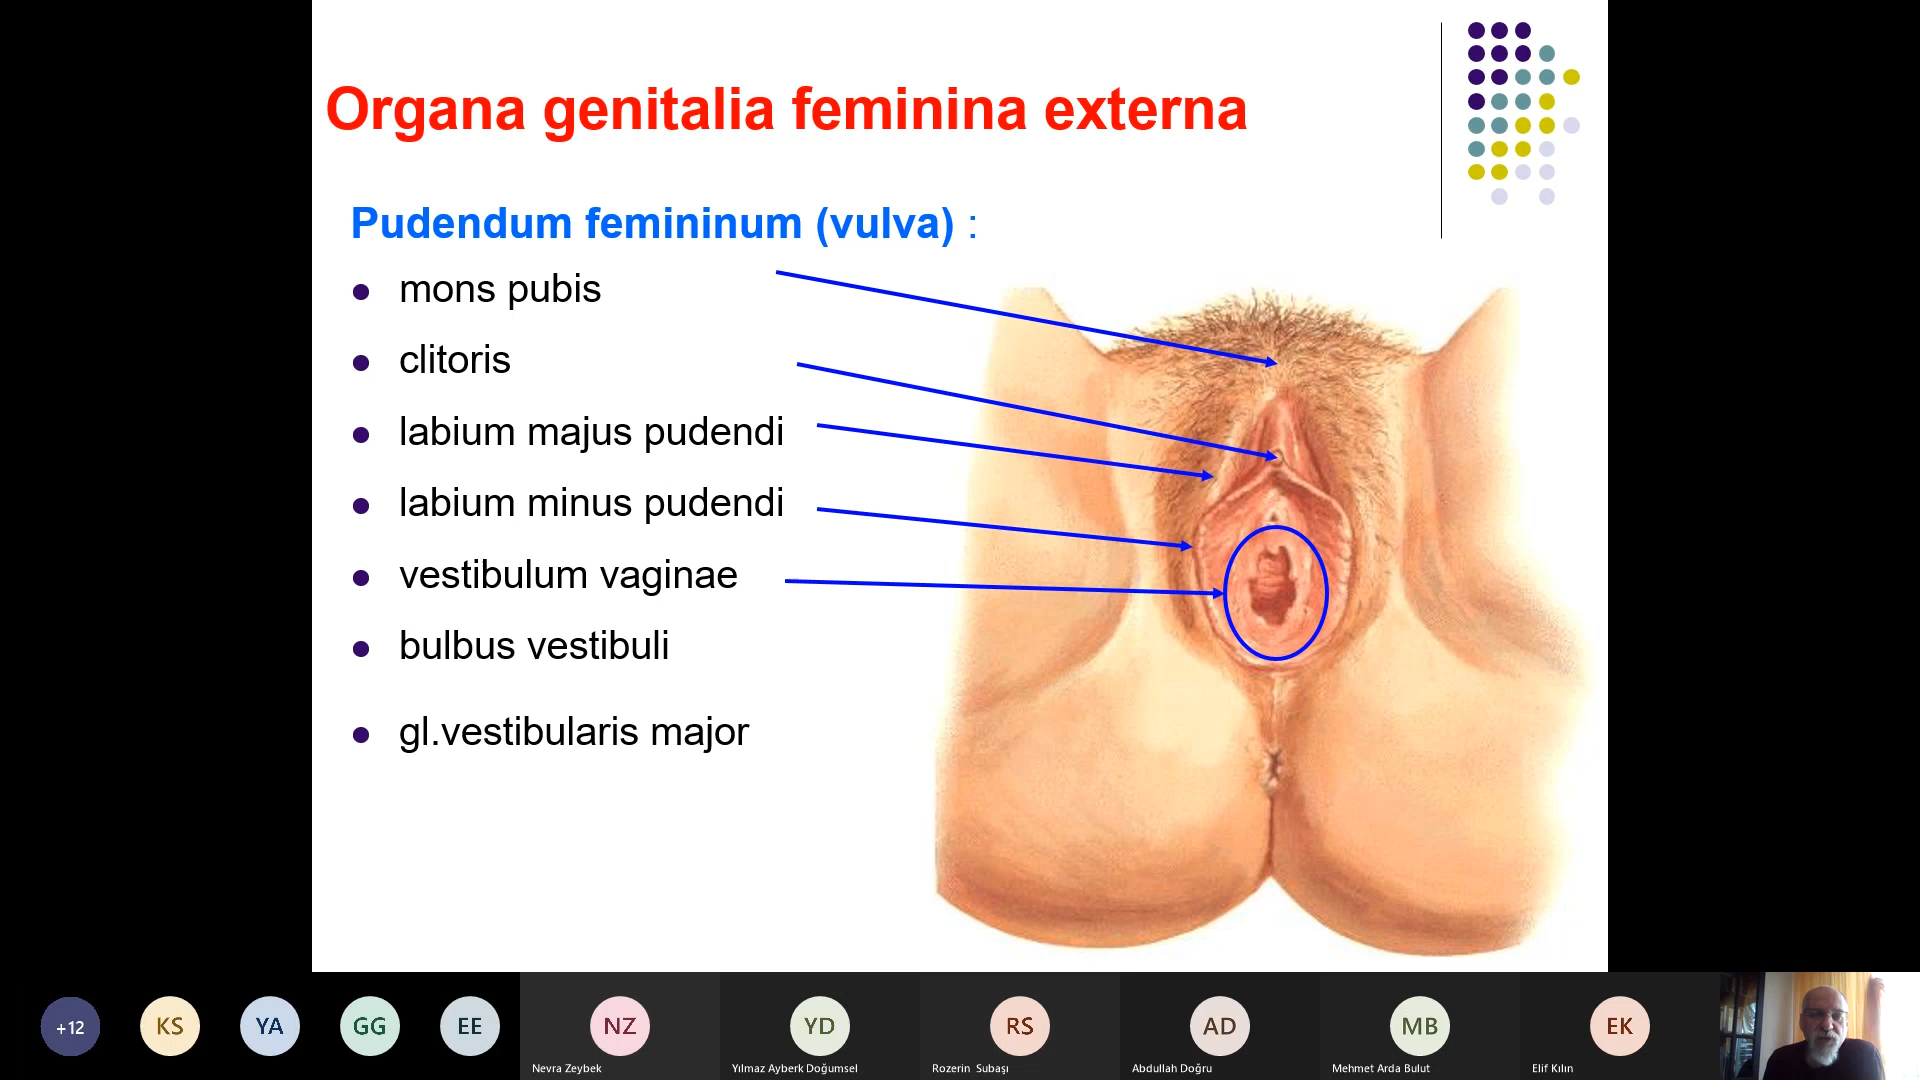 Organa genitalia feminina externa
Pudendum femininum (vulva) :
mons pubis
clitoris
labium majus pudendi
labium minus pudendi
vestibulum vaginae
bulbus vestibuli
gl.vestibularis major
+12
KS
YA
GG
EE
NZ
YD
RS
AD
MB
EK
Nevra Zeybek
Yılmaz Ayberk Doğumsel
Rozerin Subaşı
Abdullah Doğru
Mehmet Arda Bulut
Elif Kılın